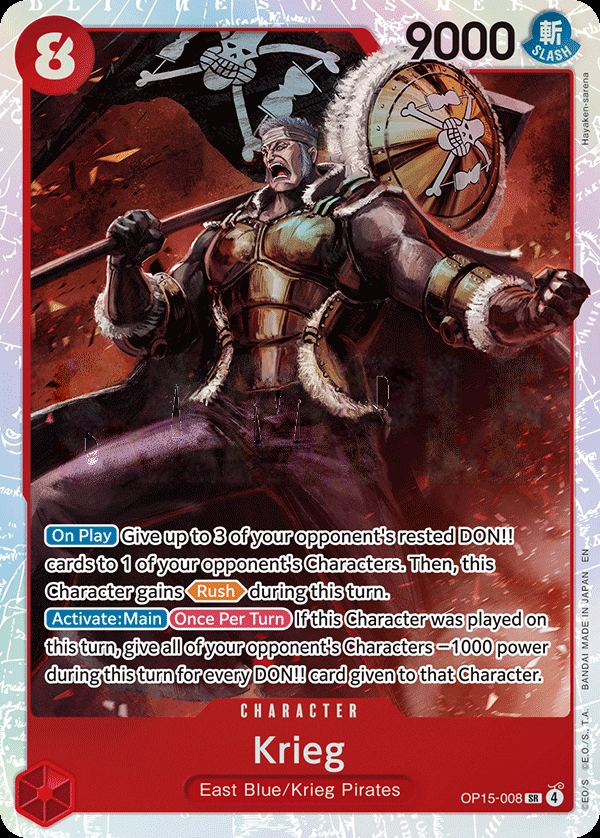 DLICHES EISMEER
8
9000
斬
SLASH
Hayaken-sarena
On Play Give up to 3 of your opponent's rested DON!!
cards to 1 of your opponent's Characters. Then, this
Character gains Rush during this turn.
Activate:Main Once Per Turn If this Character was played on
this turn, give all of your opponent's Characters −1000 power
during this turn for every DON!! card given to that Character.
BANDAI MADE IN JAPAN EN
©E.O./S., T.A.
©EO/S
CHARACTER
Krieg
East Blue/Krieg Pirates
OP15-008 SR 4